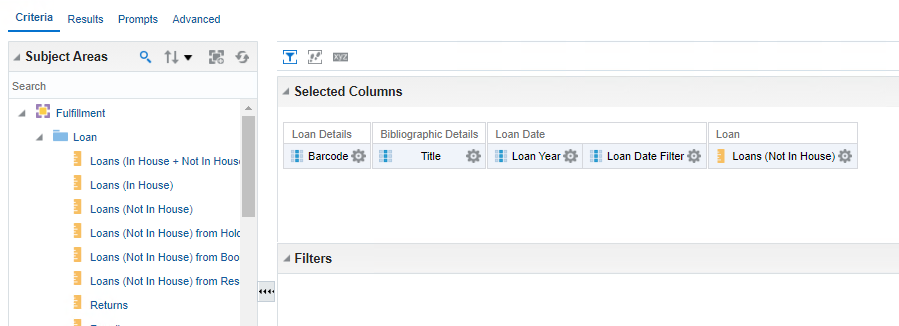 Criteria Results Prompts Advanced
Subject Areas
Search
Fulfillment
Loan
Loans (In House + Not In House
Loans (In House)
Loans (Not In House)
Loans (Not In House) from Hold
Loans (Not In House) from Boo
Loans (Not In House) from Res
Returns
XYZ
Selected Columns
Loan Details Bibliographic Details Loan Date Loan
Barcode Title Loan Year Loan Date Filter Loans (Not In House)
Filters